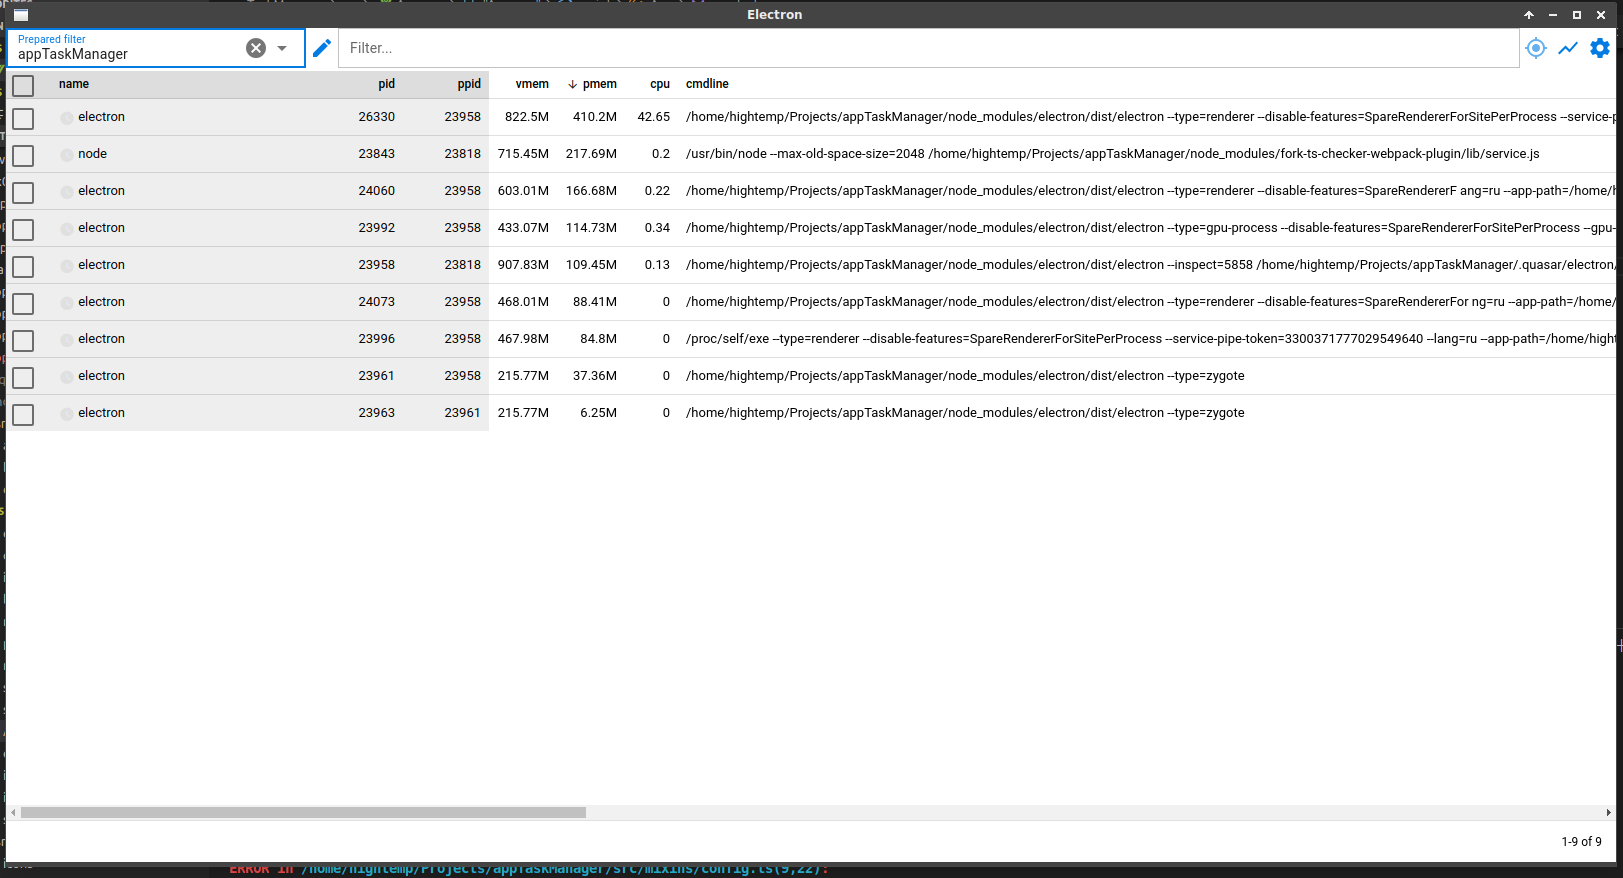 Electron
Prepared filter
appTaskManager
Filter...
name pid ppid vmem pmem cpu cmdline
electron 26330 23958 822.5M 410.2M 42.65 /home/hightemp/Projects/appTaskManager/node_modules/electron/dist/electron --type=renderer --disable-features=SpareRendererForSitePerProcess --service-p
node 23843 23818 715.45M 217.69M 0.2 /usr/bin/node --max-old-space-size=2048 /home/hightemp/Projects/appTaskManager/node_modules/fork-ts-checker-webpack-plugin/lib/service.js
electron 24060 23958 603.01M 166.68M 0.22 /home/hightemp/Projects/appTaskManager/node_modules/electron/dist/electron --type=renderer --disable-features=SpareRendererF ang=ru --app-path=/home/h
electron 23992 23958 433.07M 114.73M 0.34 /home/hightemp/Projects/appTaskManager/node_modules/electron/dist/electron --type=gpu-process --disable-features=SpareRendererForSitePerProcess --gpu-
electron 23958 23818 907.83M 109.45M 0.13 /home/hightemp/Projects/appTaskManager/node_modules/electron/dist/electron --inspect=5858 /home/hightemp/Projects/appTaskManager/.quasar/electron/
electron 24073 23958 468.01M 88.41M 0 /home/hightemp/Projects/appTaskManager/node_modules/electron/dist/electron --type=renderer --disable-features=SpareRendererFor ng=ru --app-path=/home/
electron 23996 23958 467.98M 84.8M 0 /proc/self/exe --type=renderer --disable-features=SpareRendererForSitePerProcess --service-pipe-token=3300371777029549640 --lang=ru --app-path=/home/hight
electron 23961 23958 215.77M 37.36M 0 /home/hightemp/Projects/appTaskManager/node_modules/electron/dist/electron --type=zygote
electron 23963 23961 215.77M 6.25M 0 /home/hightemp/Projects/appTaskManager/node_modules/electron/dist/electron --type=zygote
1-9 of 9
ERROR in /home/hightemp/Projects/appTaskManager/src/mixins/config.ts(9,22):